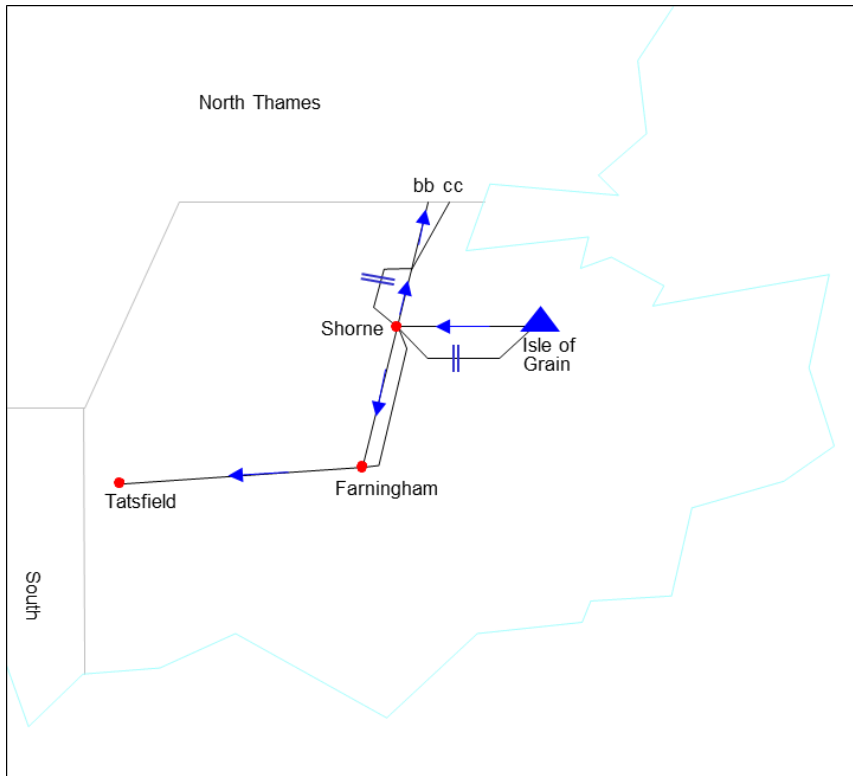 North Thames
bb cc
Shorne
Isle of
Grain
Farningham
Tatsfield
South